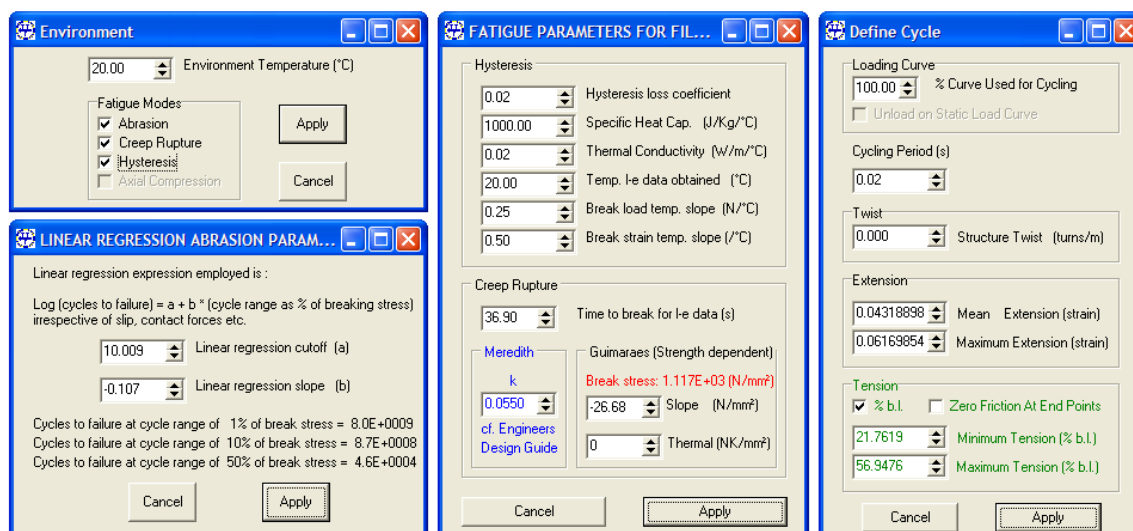 Environment
20.00 Environment Temperature (°C)
Fatigue Modes
Abrasion
Creep Rupture
Hysteresis
Axial Compression
Apply
Cancel
LINEAR REGRESSION ABRASION PARAM...
Linear regression expression employed is :
Log (cycles to failure) = a + b * (cycle range as % of breaking stress)
irrespective of slip, contact forces etc.
10.009 Linear regression cutoff (a)
-0.107 Linear regression slope (b)
Cycles to failure at cycle range of 1% of break stress = 8.0E+0009
Cycles to failure at cycle range of 10% of break stress = 8.7E+0008
Cycles to failure at cycle range of 50% of break stress = 4.6E+0004
Cancel Apply
FATIGUE PARAMETERS FOR FIL...
Hysteresis
0.02 Hysteresis loss coefficient
1000.00 Specific Heat Cap. (J/Kg/°C)
0.02 Thermal Conductivity (W/m/°C)
20.00 Temp. l-e data obtained (°C)
0.25 Break load temp. slope (N/°C)
0.50 Break strain temp. slope (/°C)
Creep Rupture
36.90 Time to break for l-e data (s)
Meredith
k
0.0550
cf. Engineers
Design Guide
Guimaraes (Strength dependent)
Break stress: 1.117E+03 (N/mm²)
-26.68 Slope (N/mm²)
0 Thermal (NK/mm²)
Cancel Apply
Define Cycle
Loading Curve
100.00 % Curve Used for Cycling
Unload on Static Load Curve
Cycling Period (s)
0.02
Twist
0.000 Structure Twist (turns/m)
Extension
0.04318898 Mean Extension (strain)
0.06169854 Maximum Extension (strain)
Tension
% b.l. Zero Friction At End Points
21.7619 Minimum Tension (% b.l.)
56.9476 Maximum Tension (% b.l.)
Cancel Apply